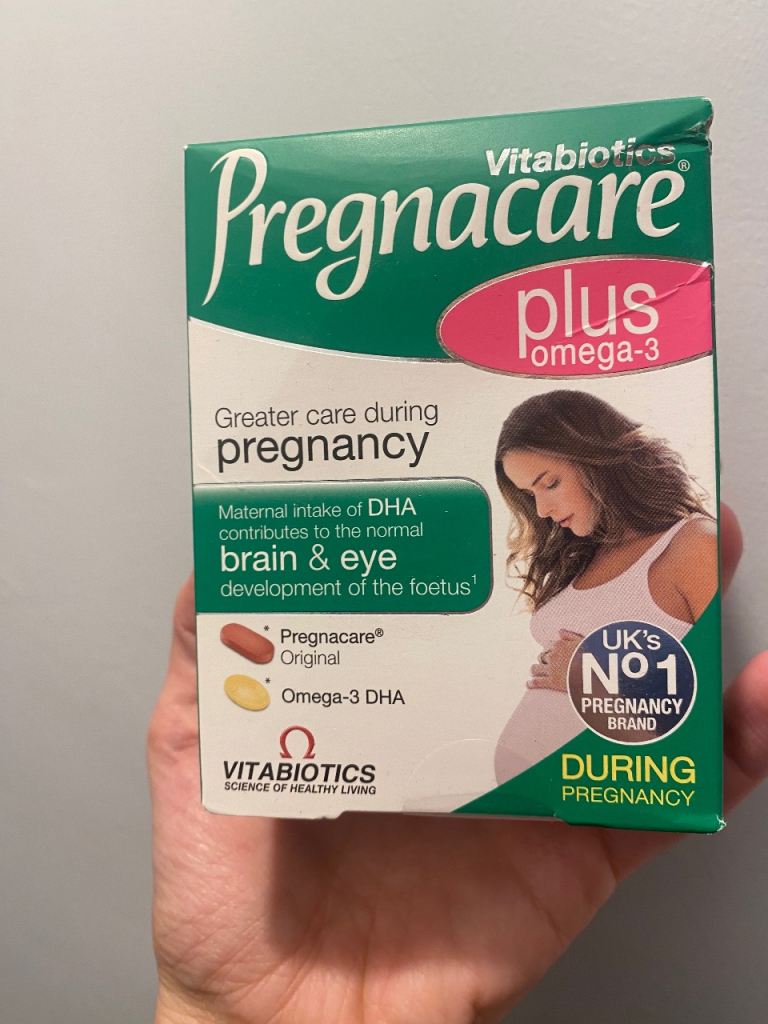 Vitabiotics
Pregnacare®
plus
omega-3
Greater care during
pregnancy
Maternal intake of DHA
contributes to the normal
brain & eye
development of the foetus¹
* Pregnacare®
Original
* Omega-3 DHA
UK's
Nº1
PREGNANCY
BRAND
VITABIOTICS
SCIENCE OF HEALTHY LIVING
DURING
PREGNANCY